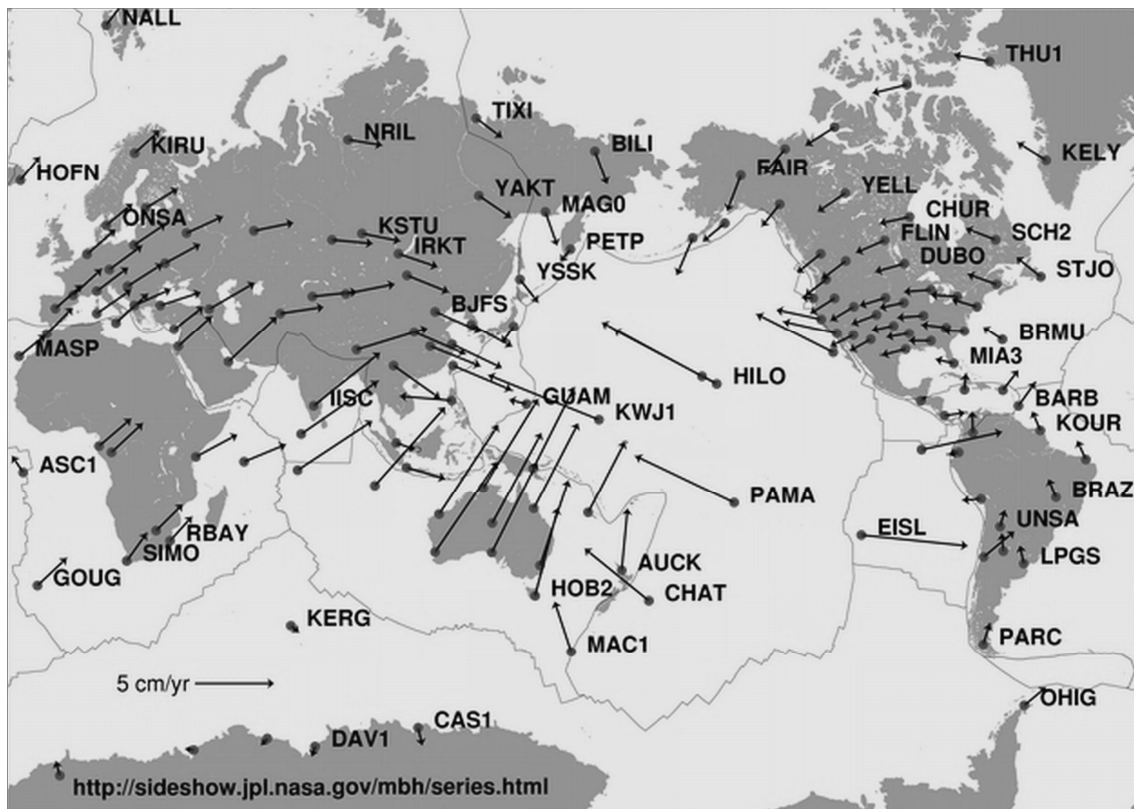 NALL
THU1
TIXI
NRIL
BILI
KIRU
HOFN
KELY
FAIR
YAKT
YELL
MAG0
ONSA
CHUR
KSTU
FLIN
SCH2
IRKT
PETP
DUBO
YSSK
STJO
BJFS
BRMU
MASP
MIA3
HILO
IISC
GUAM
BARB
KWJ1
KOUR
ASC1
PAMA
BRAZ
UNSA
EISL
RBAY
SIMO
LPGS
AUCK
GOUG
HOB2
CHAT
KERG
PARC
MAC1
5 cm/yr
OHIG
CAS1
DAV1
http://sideshow.jpl.nasa.gov/mbh/series.html